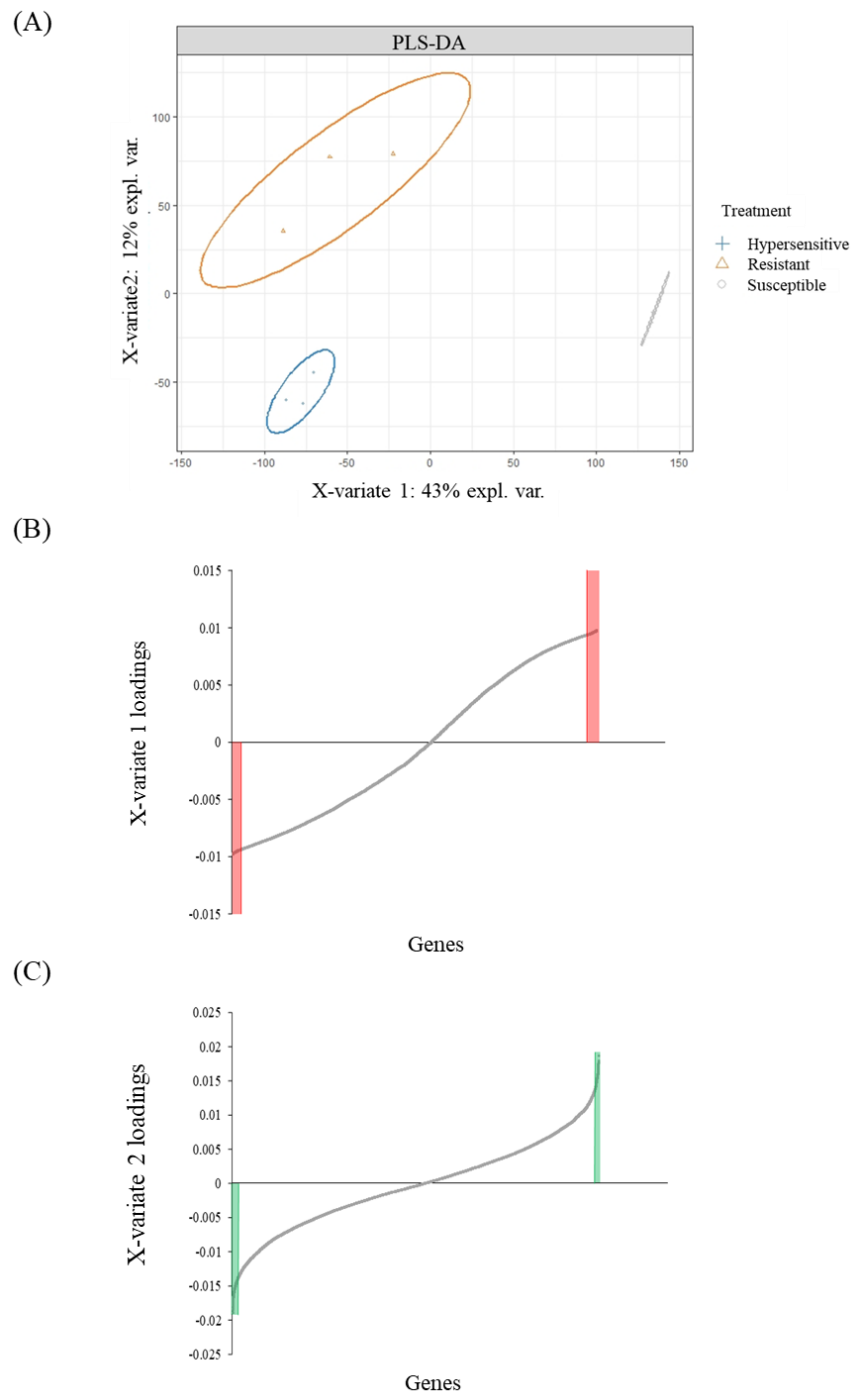 (A)
PLS-DA
100
50
0
-50
-150
-100
-50
0
50
100
150
X-variate2: 12% expl. var.
X-variate 1: 43% expl. var.
Treatment
Hypersensitive
Resistant
Susceptible
(B)
0.015
0.01
0.005
0
-0.005
-0.01
-0.015
X-variate 1 loadings
Genes
(C)
0.025
0.02
0.015
0.01
0.005
0
-0.005
-0.01
-0.015
-0.02
-0.025
X-variate 2 loadings
Genes